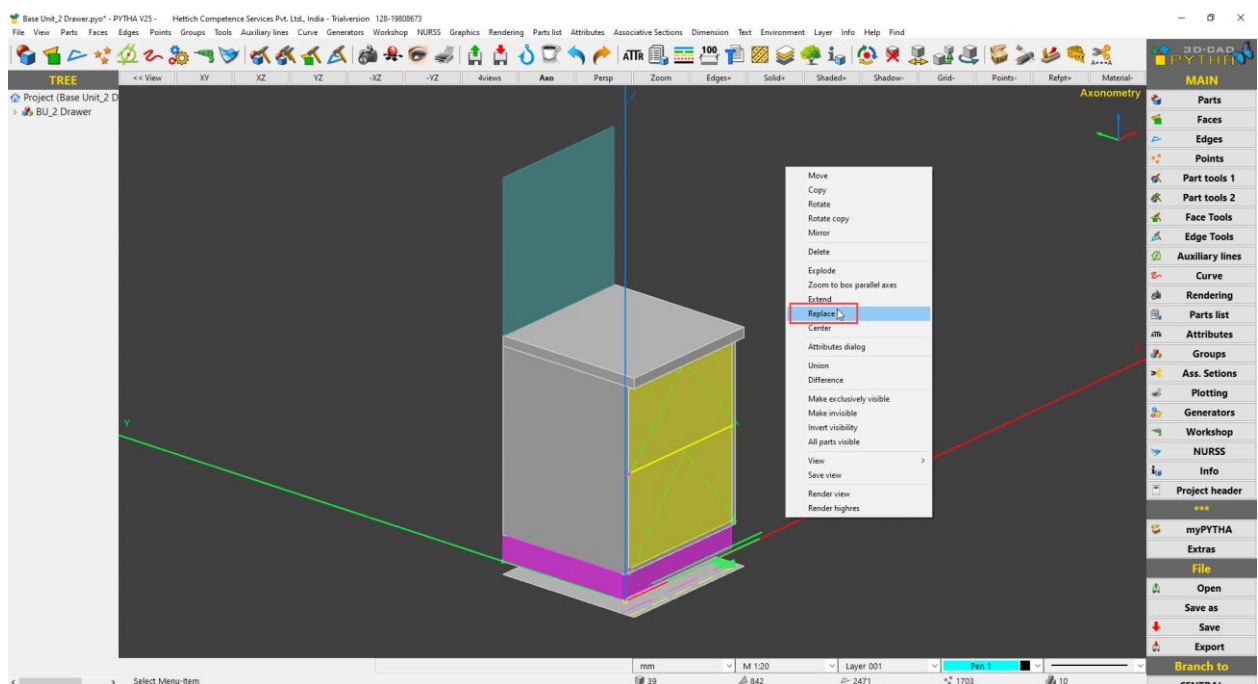 Base Unit_2 Drawer.pyo* - PYTHA V25 - Hettich Competence Services Pvt. Ltd., India - Trialversion 128-19808673
File View Parts Faces Edges Points Groups Tools Auxiliary lines Curve Generators Workshop NURSS Graphics Rendering Parts list Attributes Associative Sections Dimension Text Environment Layer Info Help Find
ATTR 100 3D-CAD
PYTHA
TREE << View XY XZ YZ -XZ -YZ 4views Axo Persp Zoom Edges+ Solid+ Shaded+ Shadow- Grid- Points- Refpt+ Material- MAIN
Project (Base Unit_2 D
BU_2 Drawer
Axonometry
Z
X
Y
Move
Copy
Rotate
Rotate copy
Mirror
Delete
Explode
Zoom to box parallel axes
Extend
Replace
Center
Attributes dialog
Union
Difference
Make exclusively visible
Make invisible
Invert visibility
All parts visible
View >
Save view
Render view
Render highres
Parts
Faces
Edges
Points
Part tools 1
Part tools 2
Face Tools
Edge Tools
Auxiliary lines
Curve
Rendering
Parts list
ATTR Attributes
Groups
Ass. Setions
Plotting
Generators
Workshop
NURSS
Info
Project header
***
myPYTHA
Extras
File
Open
Save as
Save
Export
Branch to
CENTRAL
mm M 1:20 Layer 001 Pen 1
Select Menu-Item 39 842 2471 1703 10